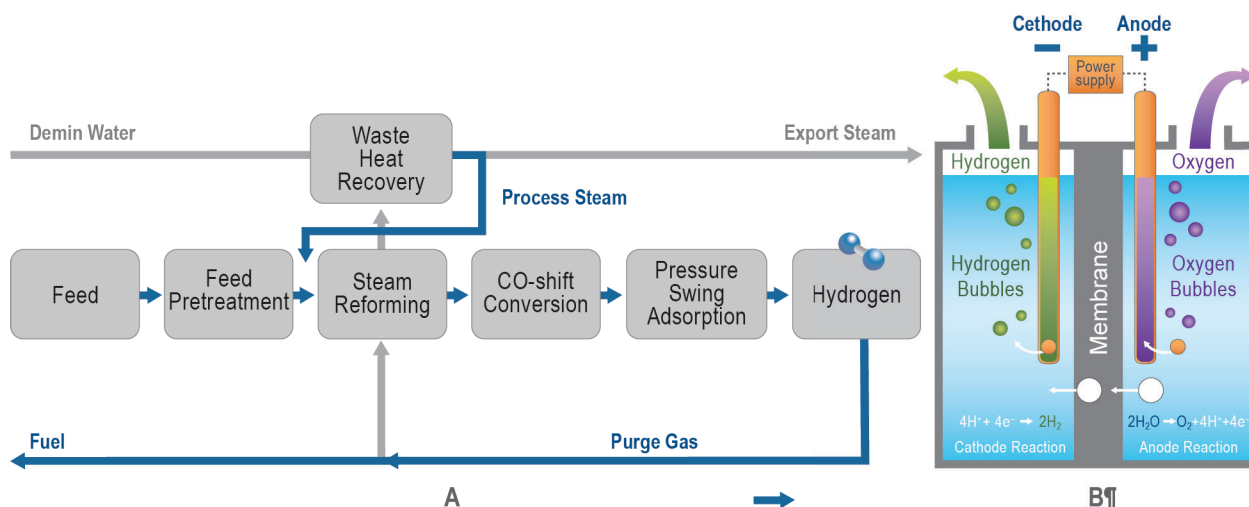 Cethode
Anode
Power
supply
Demin Water
Waste
Heat
Recovery
Export Steam
Process Steam
Feed
Feed
Pretreatment
Steam
Reforming
CO-shift
Conversion
Pressure
Swing
Adsorption
Hydrogen
Fuel
Purge Gas
A
Hydrogen
Oxygen
Hydrogen
Bubbles
Membrane
Oxygen
Bubbles
4H⁺+ 4e⁻ → 2H₂
Cathode Reaction
2H₂O→O₂+4H⁺+4e⁻
Anode Reaction
B¶